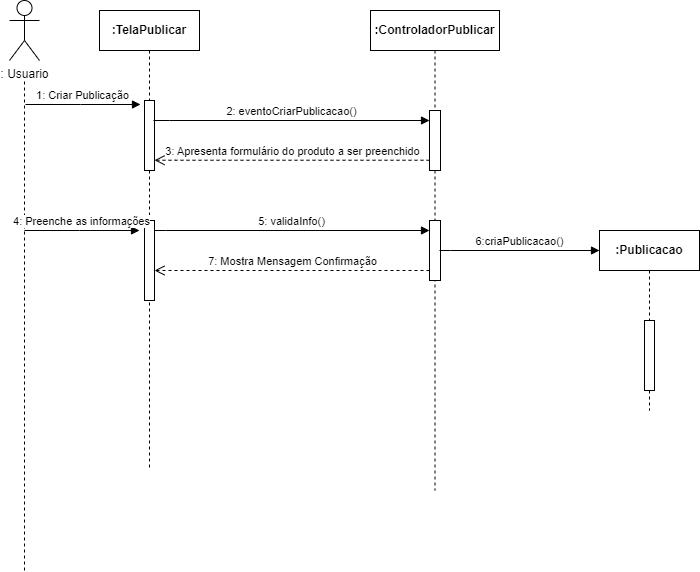 :TelaPublicar
:ControladorPublicar
: Usuario
1: Criar Publicação
2: eventoCriarPublicacao()
3: Apresenta formulário do produto a ser preenchido
4: Preenche as informações
5: validaInfo()
6:criaPublicacao()
:Publicacao
7: Mostra Mensagem Confirmação